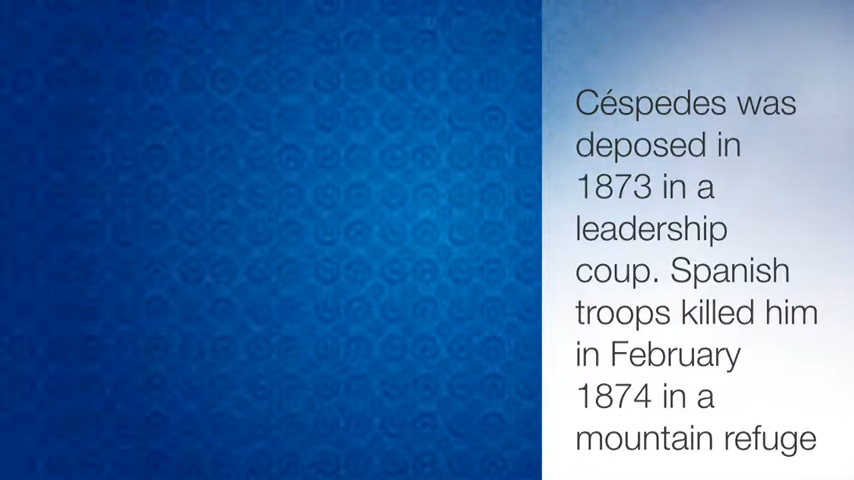 Céspedes was
deposed in
1873 in a
leadership
coup. Spanish
troops killed him
in February
1874 in a
mountain refuge